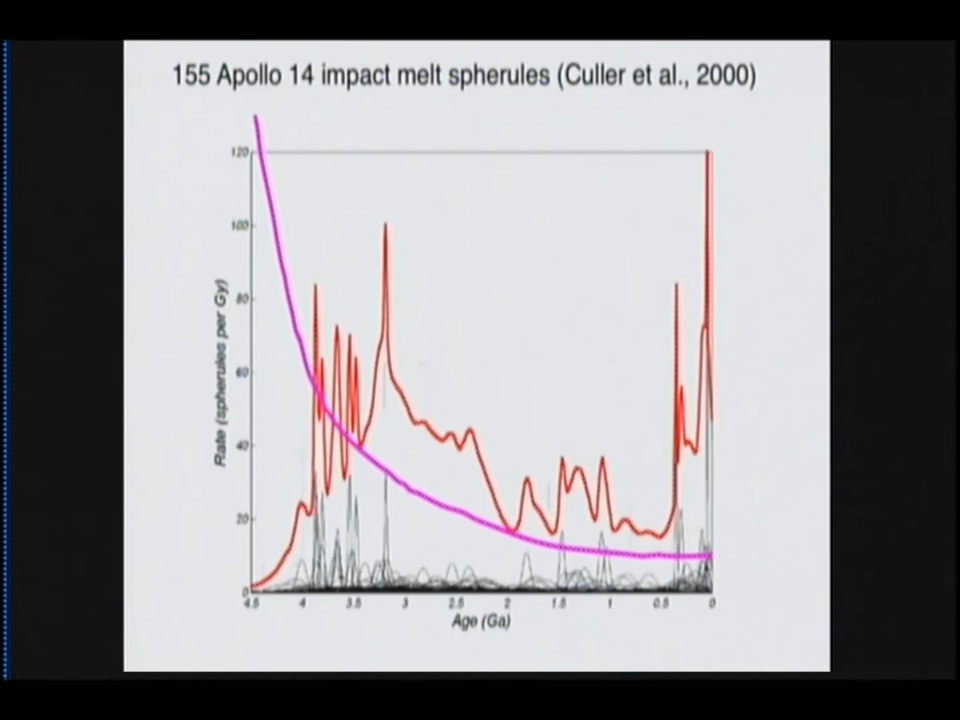 155 Apollo 14 impact melt spherules (Culler et al., 2000)
120
100
80
60
40
20
0
Rate (spherules per Gy)
4.5 4 3.5 3 2.5 2 1.5 1 0.5 0
Age (Ga)